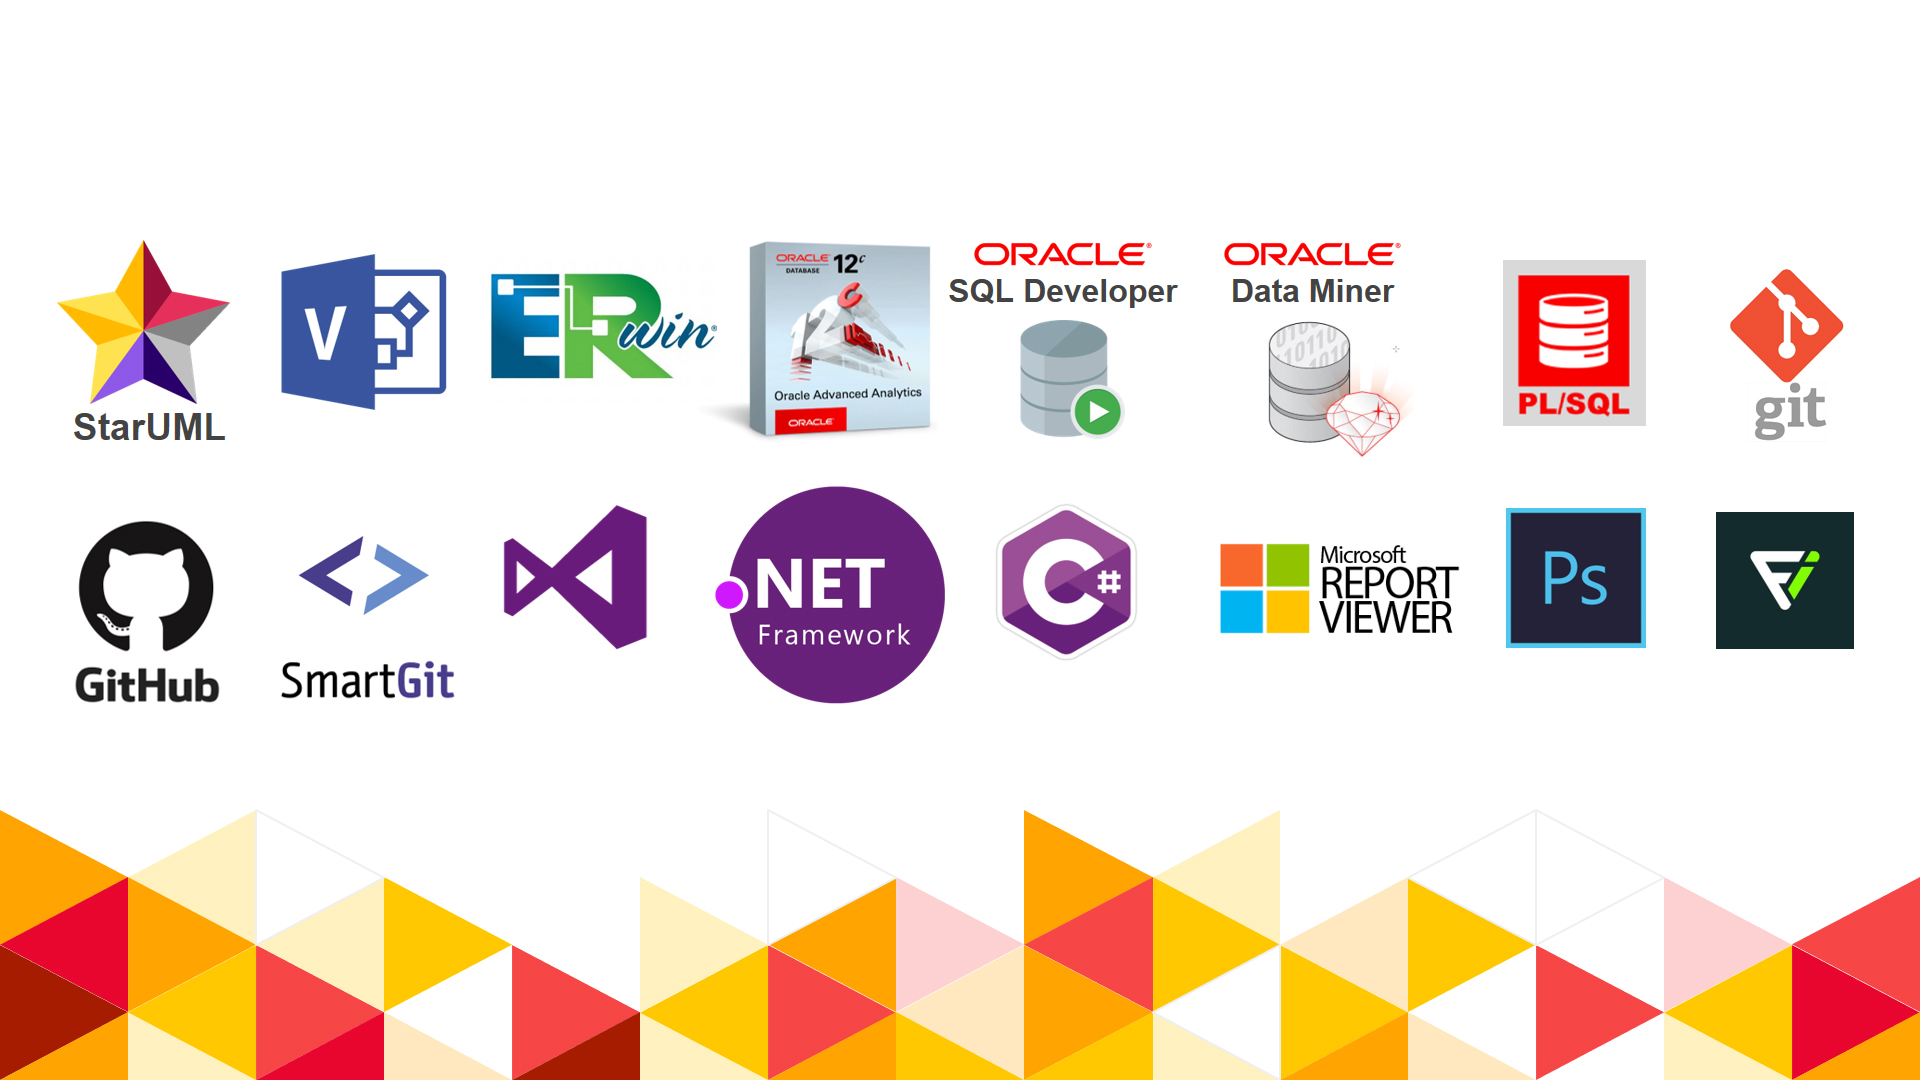 StarUML
V
ERwin®
ORACLE®
DATABASE 12c
12c
Oracle Advanced Analytics
ORACLE®
ORACLE®
SQL Developer
ORACLE®
Data Miner
PL/SQL
git
GitHub
SmartGit
.NET
Framework
C#
Microsoft
REPORT
VIEWER
Ps